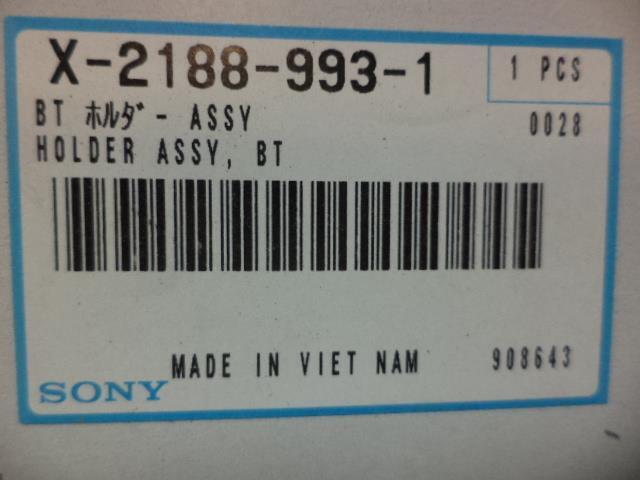 X-2188-993-1
1 PCS
BT ホルダ゛- ASSY
0028
HOLDER ASSY, BT
MADE IN VIET NAM
908643
SONY